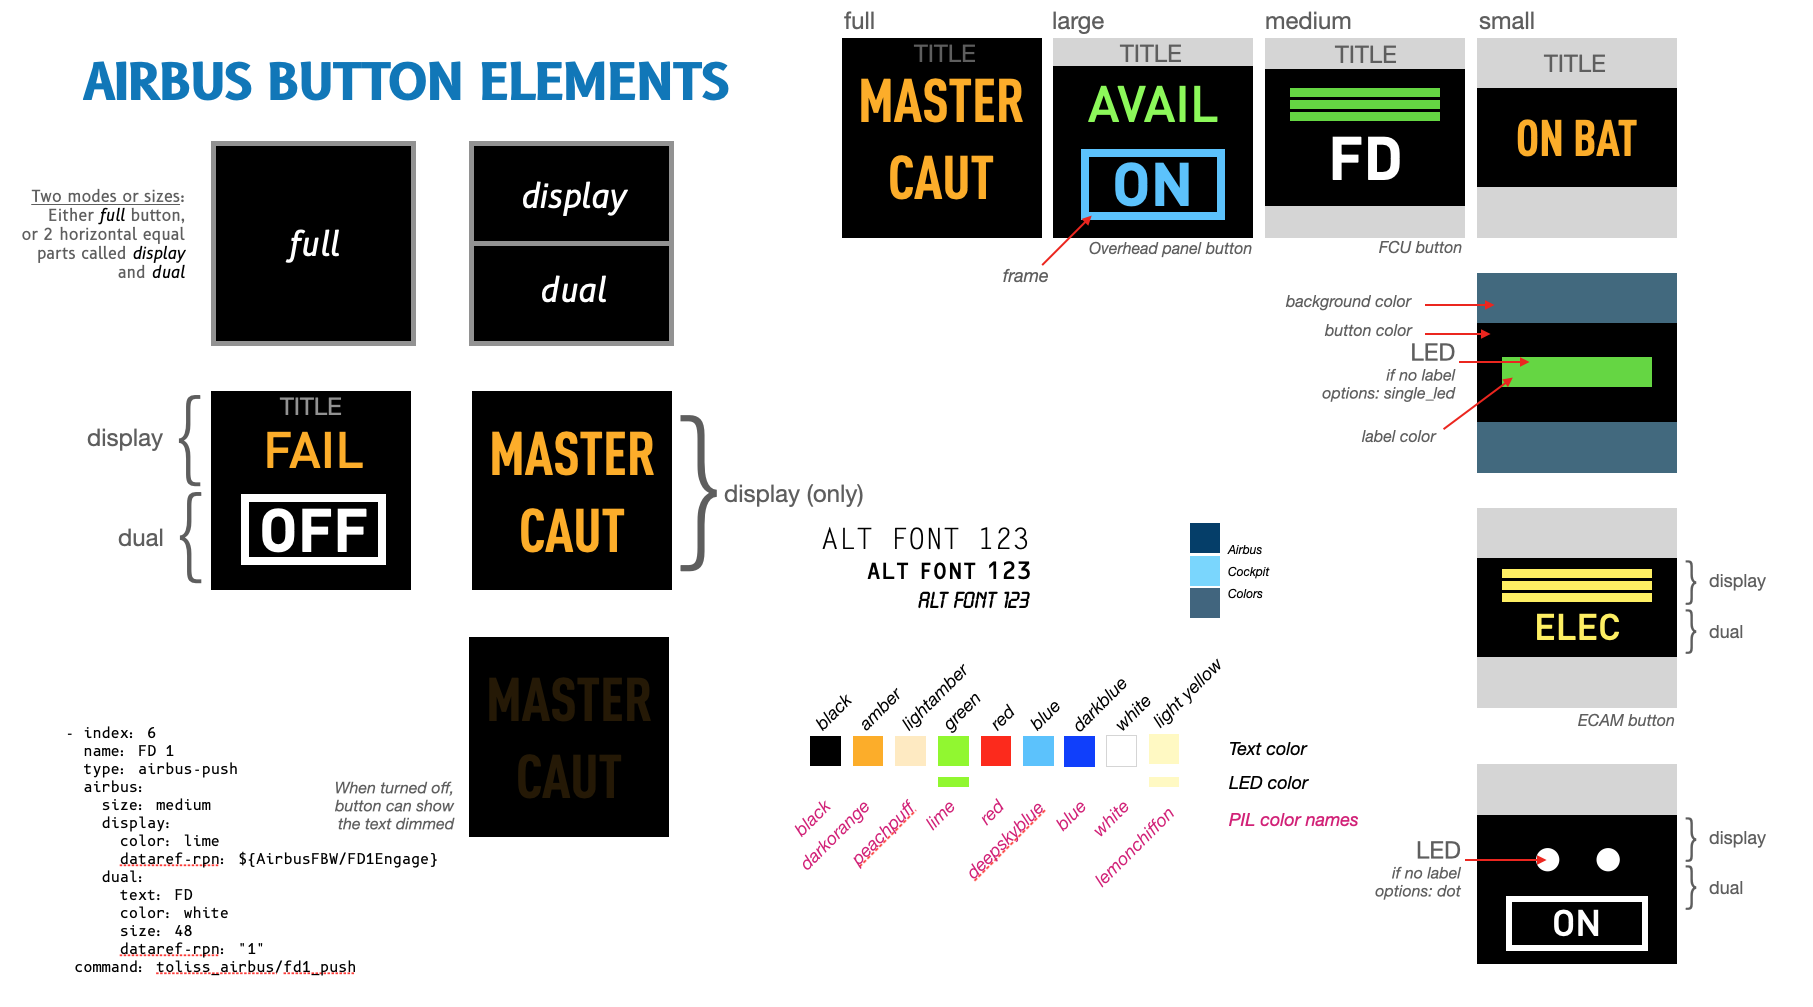 AIRBUS BUTTON ELEMENTS
Two modes or sizes:
Either full button,
or 2 horizontal equal
parts called display
and dual
full
display
dual
display
dual
TITLE
FAIL
OFF
MASTER
CAUT
display (only)
MASTER
CAUT
When turned off,
button can show
the text dimmed
- index: 6
name: FD 1
type: airbus-push
airbus:
size: medium
display:
color: lime
dataref-rpn: ${AirbusFBW/FD1Engage}
dual:
text: FD
color: white
size: 48
dataref-rpn: "1"
command: toliss_airbus/fd1_push
full
large
medium
small
TITLE
MASTER
CAUT
TITLE
AVAIL
ON
Overhead panel button
frame
TITLE
FD
FCU button
TITLE
ON BAT
background color
button color
LED
if no label
options: single_led
label color
ALT FONT 123
ALT FONT 123
ALT FONT 123
Airbus
Cockpit
Colors
ELEC
display
dual
ECAM button
black
amber
lightamber
green
red
blue
darkblue
white
light yellow
Text color
LED color
PIL color names
black
darkorange
peachpuff
lime
red
deepskyblue
blue
white
lemonchiffon
LED
if no label
options: dot
ON
display
dual